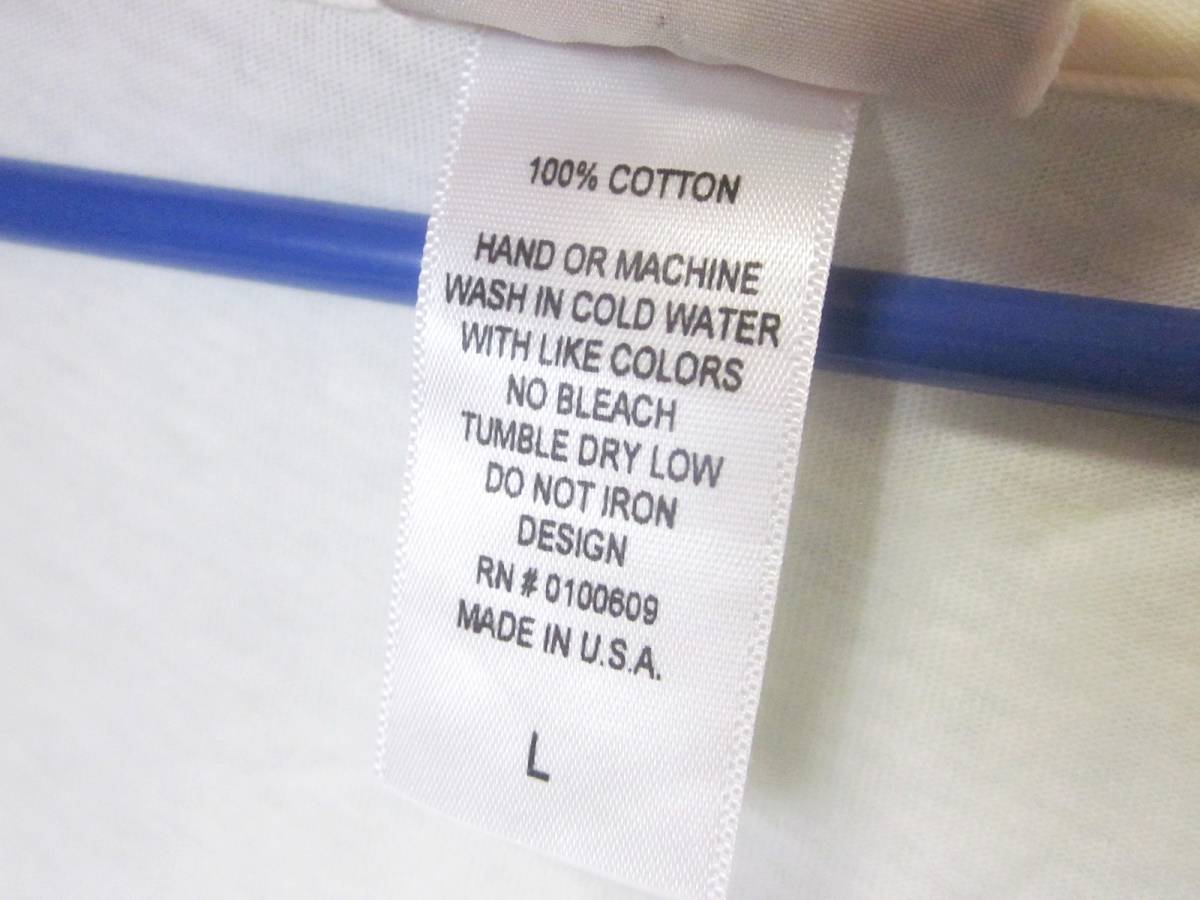 100% COTTON
HAND OR MACHINE
WASH IN COLD WATER
WITH LIKE COLORS
NO BLEACH
TUMBLE DRY LOW
DO NOT IRON
DESIGN
RN # 0100609
MADE IN U.S.A.
L